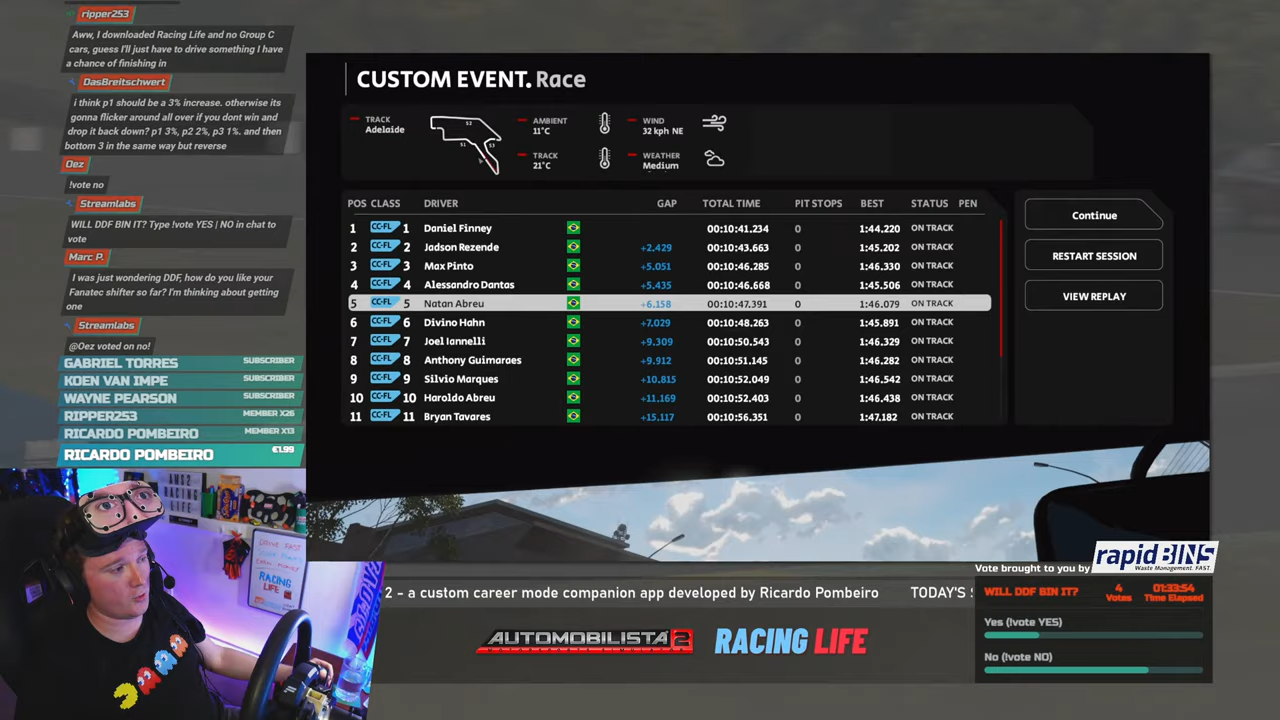 ripper253
Aww, I downloaded Racing Life and no Group C
cars, guess I'll just have to drive something I have
a chance of finishing in
DasBreitschwert
i think p1 should be a 3% increase. otherwise its
gonna flicker around all over if you dont win and
drop it back down? p1 3%, p2 2%, p3 1%. and then
bottom 3 in the same way but reverse
Oez
!vote no
Streamlabs
WILL DDF BIN IT? Type !vote YES | NO in chat to
vote
Marc P.
I was just wondering DDF, how do you like your
Fanatec shifter so far? I'm thinking about getting
one
Streamlabs
@Oez voted on no!
GABRIEL TORRES SUBSCRIBER
KOEN VAN IMPE SUBSCRIBER
WAYNE PEARSON SUBSCRIBER
RIPPER253 MEMBER X26
RICARDO POMBEIRO MEMBER X13
RICARDO POMBEIRO €1.99
CUSTOM EVENT. Race
TRACK
Adelaide
S1 S2 S3
AMBIENT
11°C
WIND
32 kph NE
TRACK
21°C
WEATHER
Medium
POS CLASS DRIVER GAP TOTAL TIME PIT STOPS BEST STATUS PEN
1 CC-FL 1 Daniel Finney 00:10:41.234 0 1:44.220 ON TRACK
2 CC-FL 2 Jadson Rezende +2.429 00:10:43.663 0 1:45.202 ON TRACK
3 CC-FL 3 Max Pinto +5.051 00:10:46.285 0 1:46.330 ON TRACK
4 CC-FL 4 Alessandro Dantas +5.435 00:10:46.668 0 1:45.506 ON TRACK
5 CC-FL 5 Natan Abreu +6.158 00:10:47.391 0 1:46.079 ON TRACK
6 CC-FL 6 Divino Hahn +7.029 00:10:48.263 0 1:45.891 ON TRACK
7 CC-FL 7 Joel Iannelli +9.309 00:10:50.543 0 1:46.329 ON TRACK
8 CC-FL 8 Anthony Guimaraes +9.912 00:10:51.145 0 1:46.282 ON TRACK
9 CC-FL 9 Silvio Marques +10.815 00:10:52.049 0 1:46.542 ON TRACK
10 CC-FL 10 Haroldo Abreu +11.169 00:10:52.403 0 1:46.438 ON TRACK
11 CC-FL 11 Bryan Tavares +15.117 00:10:56.351 0 1:47.182 ON TRACK
Continue
RESTART SESSION
VIEW REPLAY
AMS2
RACING
LIFE
RACING
LIFE
Vote brought to you by rapidBINS
Waste Management. FAST.
WILL DDF BIN IT? 4 Votes 01:33:54 Time Elapsed
Yes (!vote YES)
No (!vote NO)
2 - a custom career mode companion app developed by Ricardo Pombeiro TODAY'S S
AUTOMOBILISTA 2 RACING LIFE